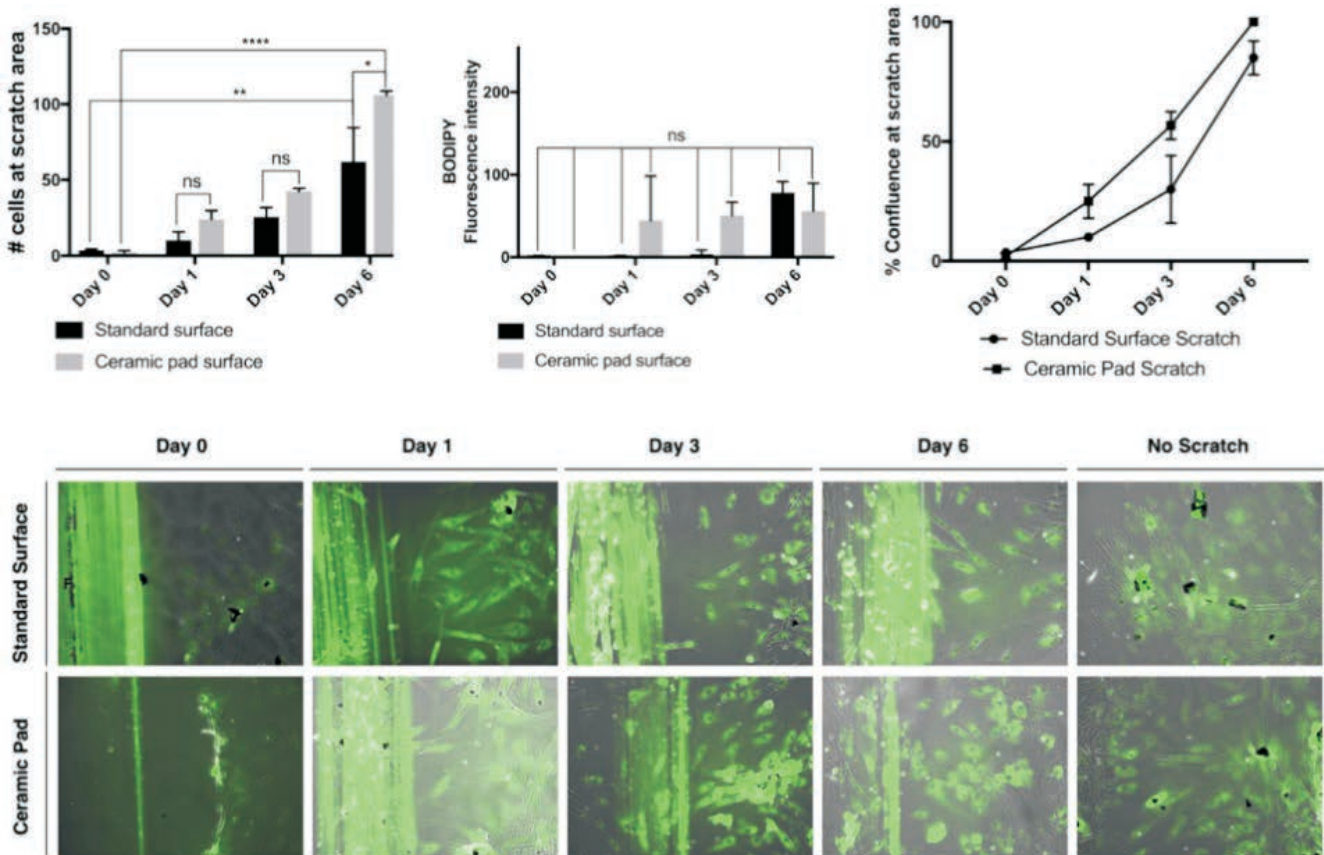 # cells at scratch area
150
100
50
0
****
**
*
ns
ns
Day 0
Day 1
Day 3
Day 6
Standard surface
Ceramic pad surface
BODIPY
Fluorescence intensity
200
100
0
ns
Day 0
Day 1
Day 3
Day 6
Standard surface
Ceramic pad surface
% Confluence at scratch area
100
50
0
Day 0
Day 1
Day 3
Day 6
Standard Surface Scratch
Ceramic Pad Scratch
Day 0
Day 1
Day 3
Day 6
No Scratch
Standard Surface
Ceramic Pad